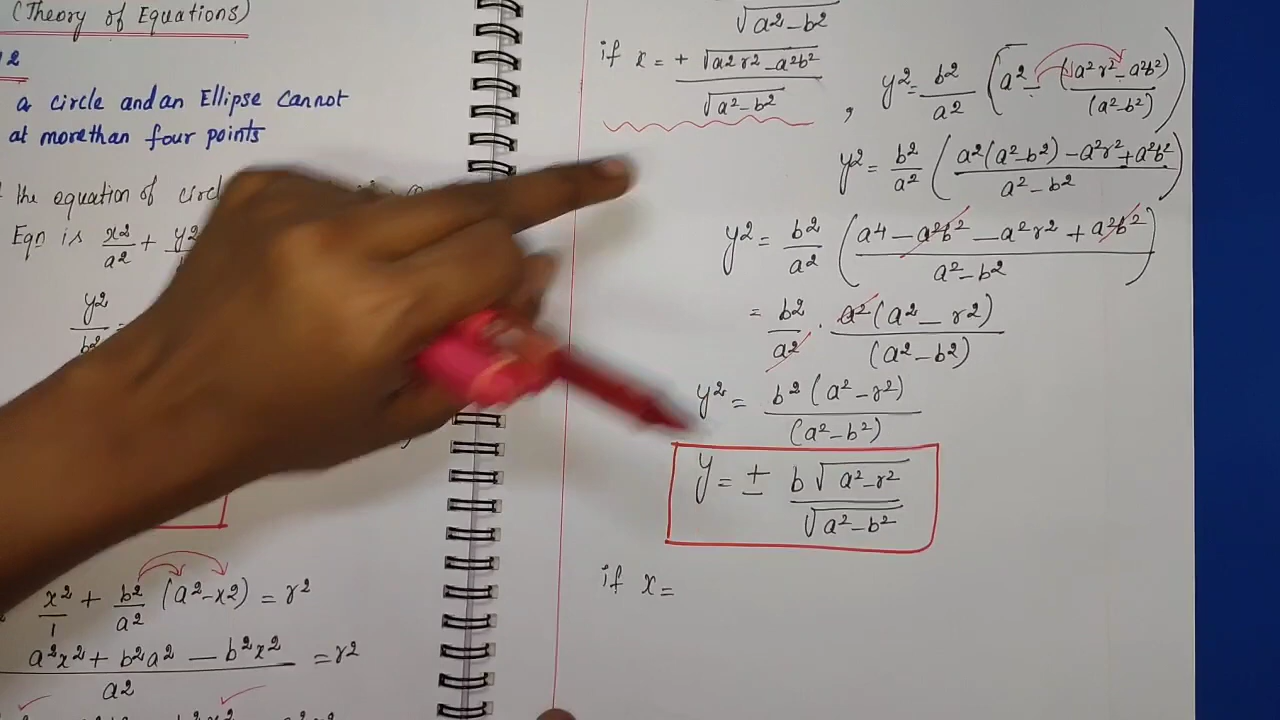 (Theory of Equations)
2
a circle and an Ellipse Cannot
at morethan four points
the equation of
Eqn is x²/a² + y²/
y²/b²
x²/1 + b²/a² (a²-x²) = r²
a²x² + b²a² - b²x² / a² = r²
√a²-b²
if x = + √a²r²-a²b² / √a²-b² , y² = b²/a² (a² - (a²r²-a²b²)/(a²-b²))
y² = b²/a² (a²(a²-b²) - a²r² + a²b² / a²-b²)
y² = b²/a² (a4 - a²b² - a²r² + a²b² / a²-b²)
= b²/a² . a²(a² - r²) / (a²-b²)
y² = b²(a²-r²) / (a²-b²)
y = ± b√a²-r² / √a²-b²
if x =